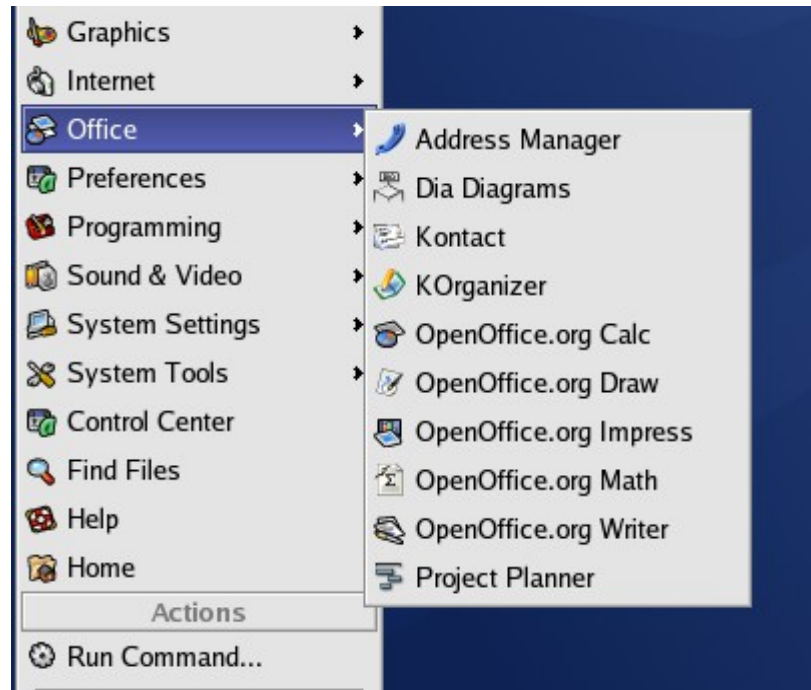 Graphics
Internet
Office
Preferences
Programming
Sound & Video
System Settings
System Tools
Control Center
Find Files
Help
Home
Actions
Run Command...
Address Manager
Dia Diagrams
Kontact
KOrganizer
OpenOffice.org Calc
OpenOffice.org Draw
OpenOffice.org Impress
OpenOffice.org Math
OpenOffice.org Writer
Project Planner